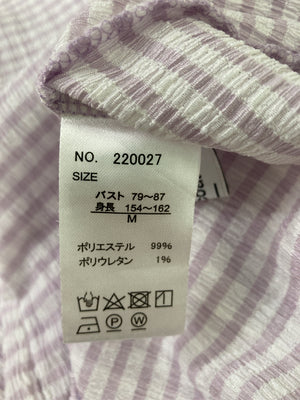 NO. 220027
SIZE
バスト 79〜87
身長 154〜162
M
ポリエステル 99%
ポリウレタン 1%